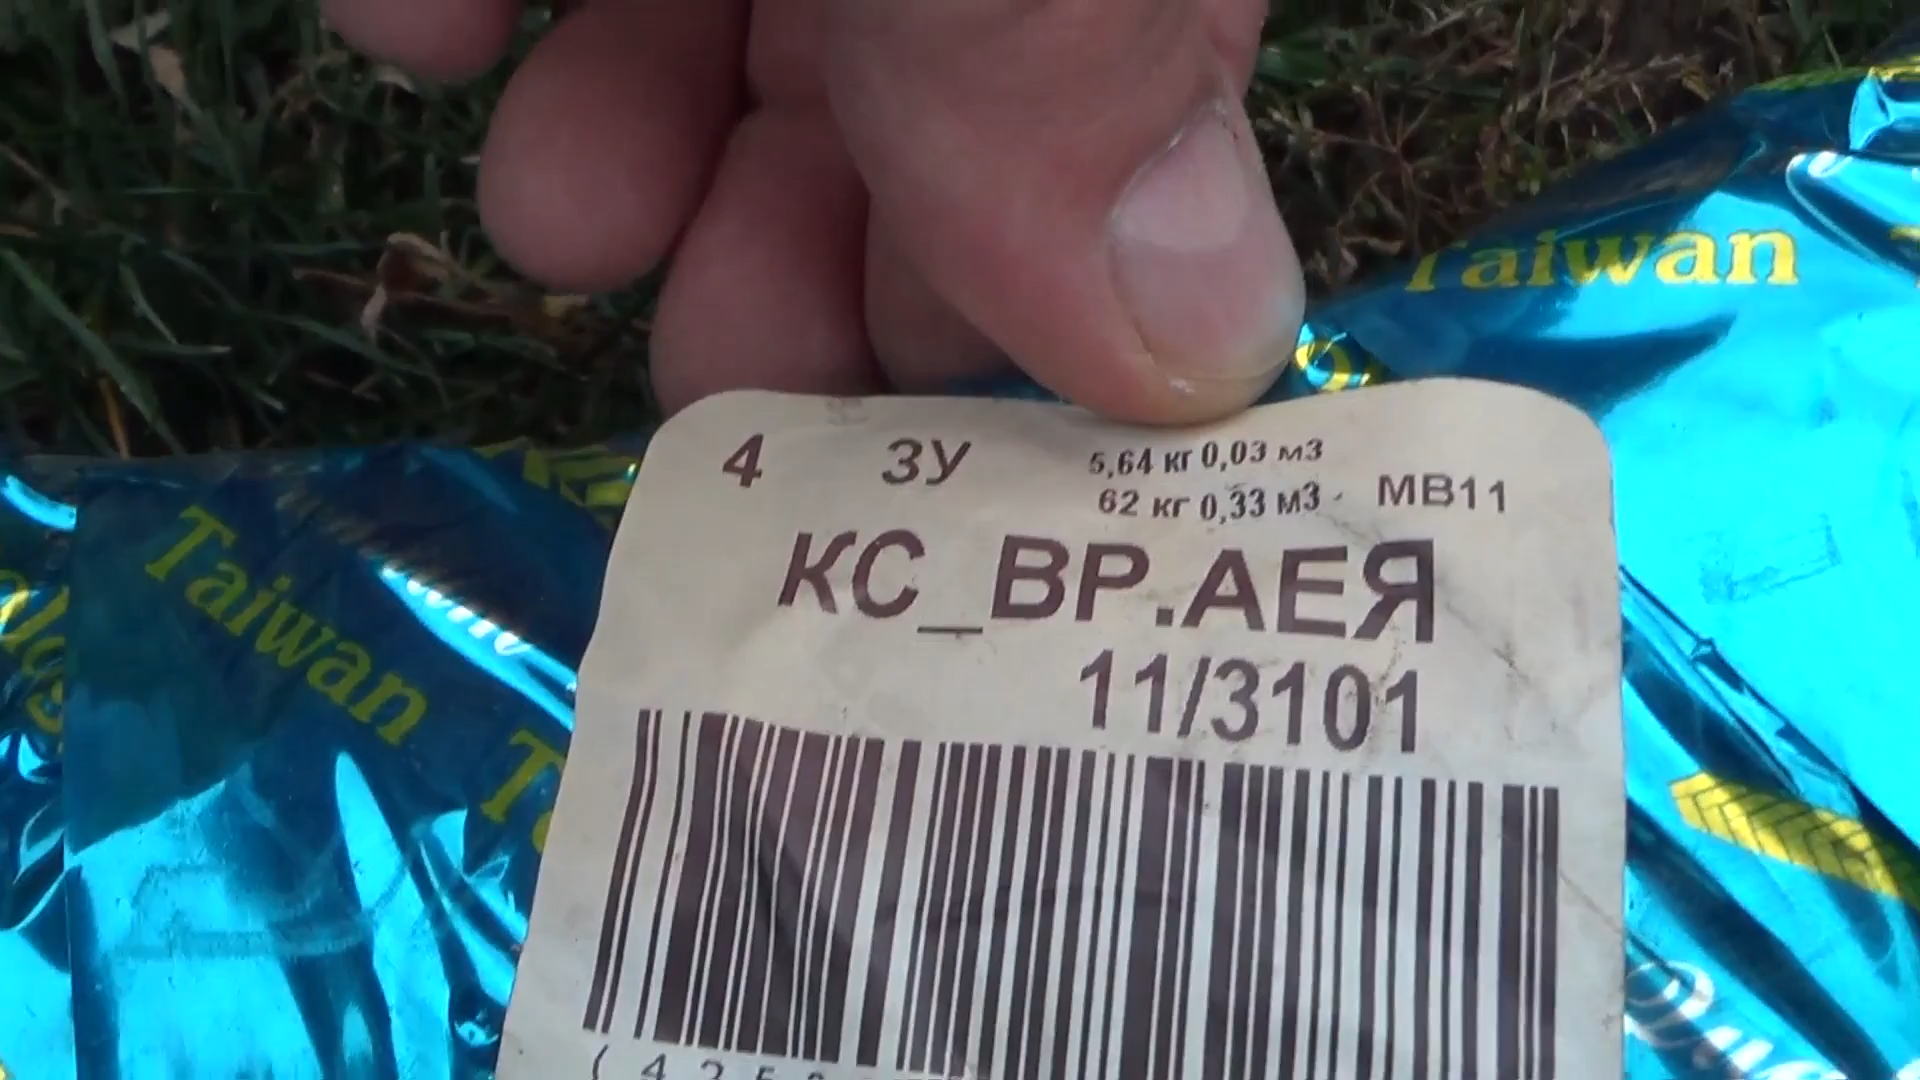 4 ЗУ 5,64 кг 0,03 м3
62 кг 0,33 м3 МВ11
КС_ВР.АЕЯ
11/3101
Taiwan
Taiwan